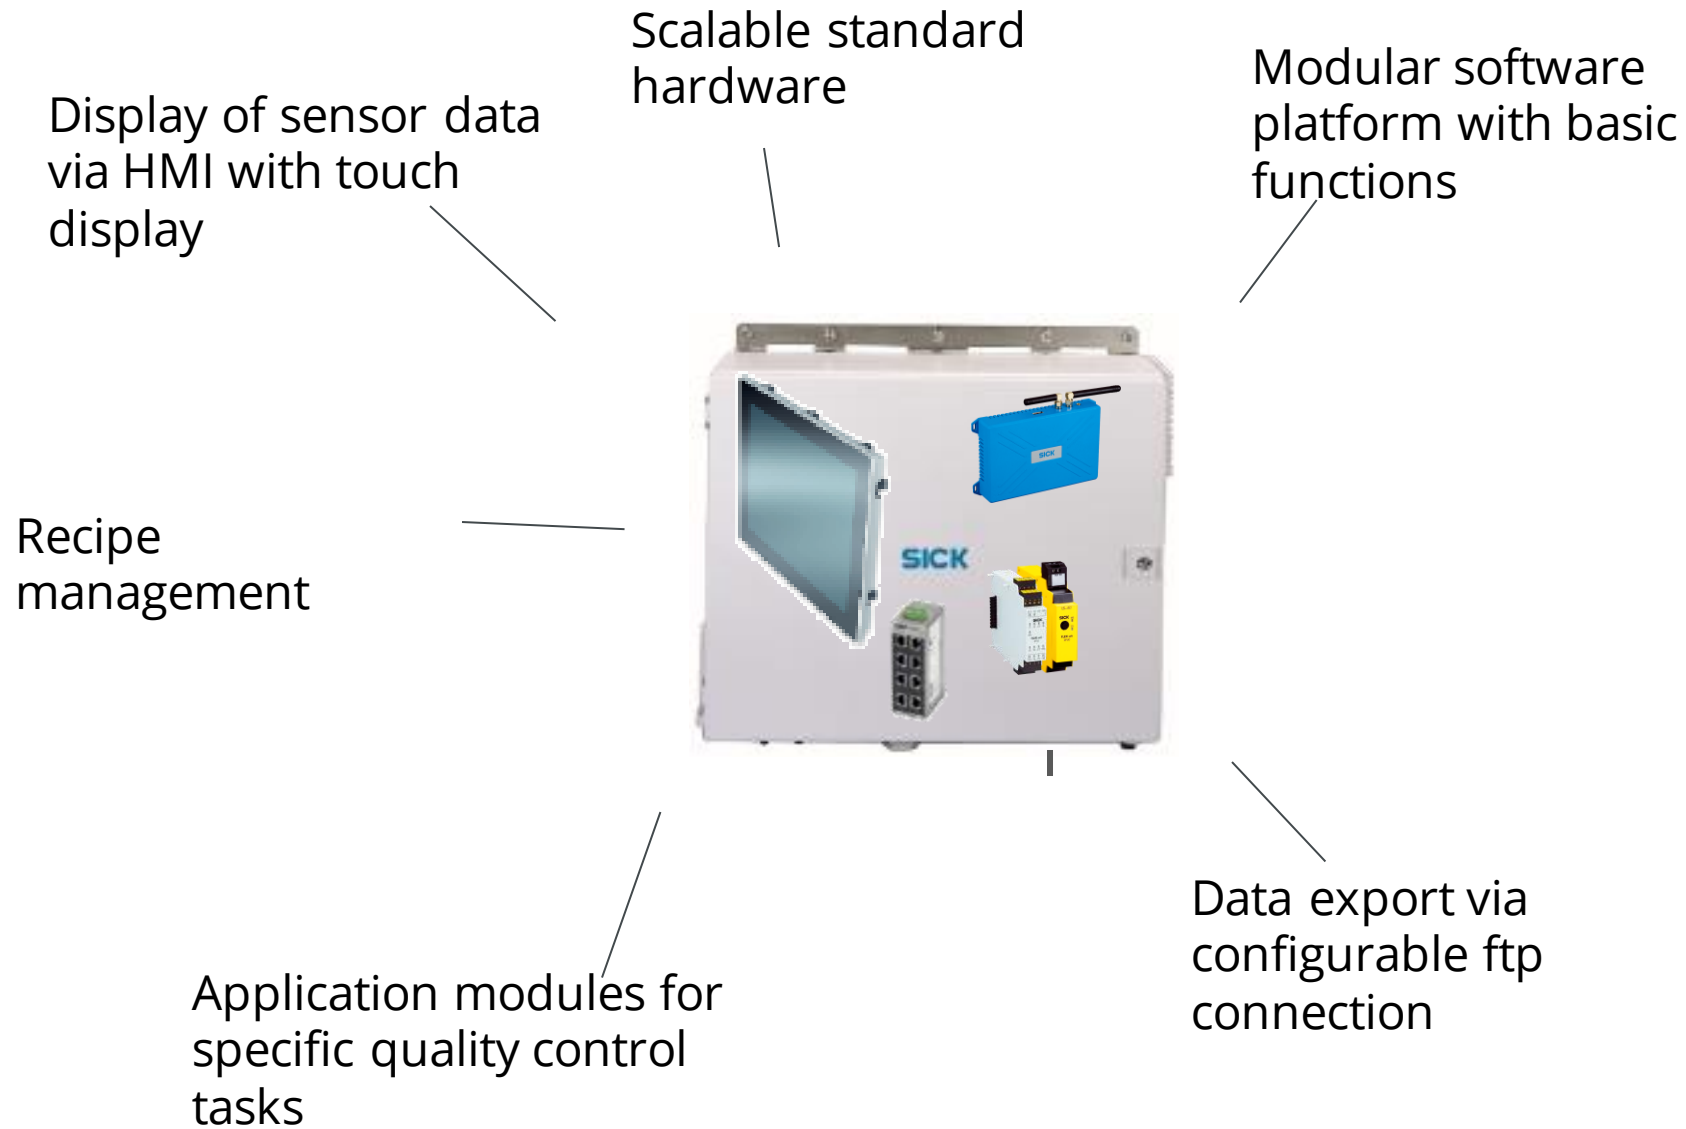 Scalable standard
hardware
Modular software
platform with basic
functions
Display of sensor data
via HMI with touch
display
SICK
SICK
Recipe
management
Data export via
configurable ftp
connection
Application modules for
specific quality control
tasks